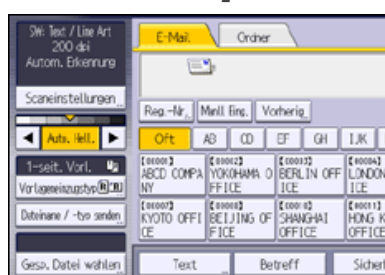 SW: Text / Line Art
200 dpi
Autom. Erkennung
Scaneinstellungen
Auto. Hell.
1-seit. Vorl.
Vorlageneinzugstyp
Dateiname / -typ senden
Gesp. Datei wählen
E-Mail
Ordner
Reg.-Nr.
Manll Eing.
Vorherig.
Oft
AB
CD
EF
GH
IJK
[00001]
ABCD COMPA
NY
[00002]
YOKOHAMA O
FFICE
[00003]
BERLIN OFF
ICE
[00004]
LONDON
ICE
[00007]
KYOTO OFFI
CE
[00008]
BEIJING OF
FICE
[00010]
SHANGHAI
OFFICE
[00011]
HONG K
OFFICE
Text
Betreff
Sicher